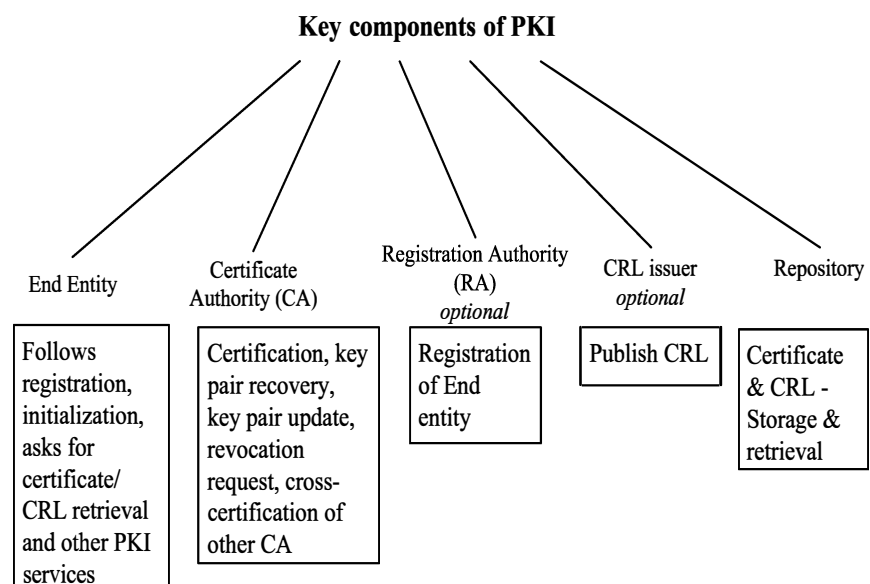 Key components of PKI
End Entity
Certificate
Authority (CA)
Registration Authority
(RA)
optional
CRL issuer
optional
Repository
Follows
registration,
initialization,
asks for
certificate/
CRL retrieval
and other PKI
services
Certification, key
pair recovery,
key pair update,
revocation
request, cross-
certification of
other CA
Registration
of End
entity
Publish CRL
Certificate
& CRL -
Storage &
retrieval